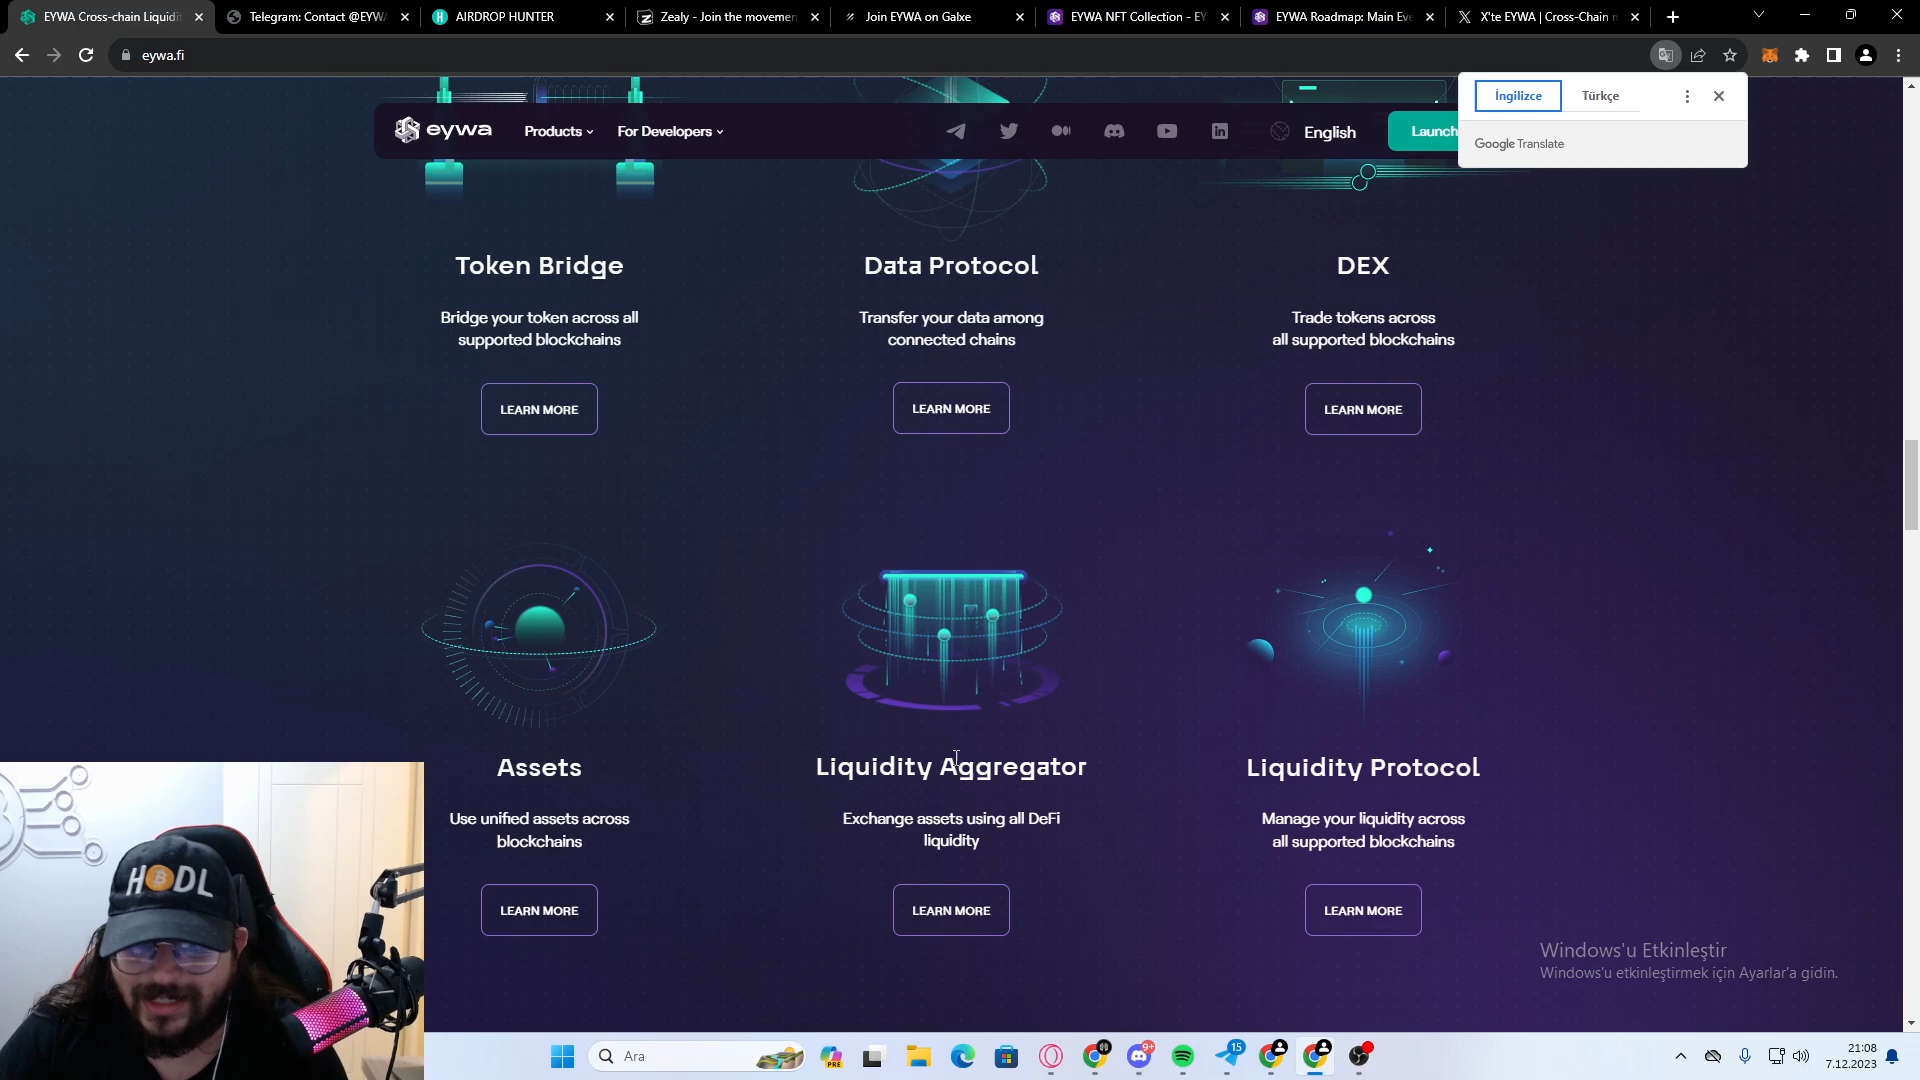 EYWA Cross-chain Liquidi
Telegram: Contact @EYWA
AIRDROP HUNTER
Zealy - Join the movemen
Join EYWA on Galxe
EYWA NFT Collection - EY
EYWA Roadmap: Main Eve
X'te EYWA | Cross-Chain
eywa.fi
İngilizce
Türkçe
Google Translate
eywa
Products
For Developers
English
Launch
Token Bridge
Data Protocol
DEX
Bridge your token across all
supported blockchains
Transfer your data among
connected chains
Trade tokens across
all supported blockchains
LEARN MORE
LEARN MORE
LEARN MORE
Assets
Liquidity Aggregator
Liquidity Protocol
Use unified assets across
blockchains
Exchange assets using all DeFi
liquidity
Manage your liquidity across
all supported blockchains
LEARN MORE
LEARN MORE
LEARN MORE
HODL
Windows'u Etkinleştir
Windows'u etkinleştirmek için Ayarlar'a gidin.
Ara
PRE
9+
15
21:08
7.12.2023